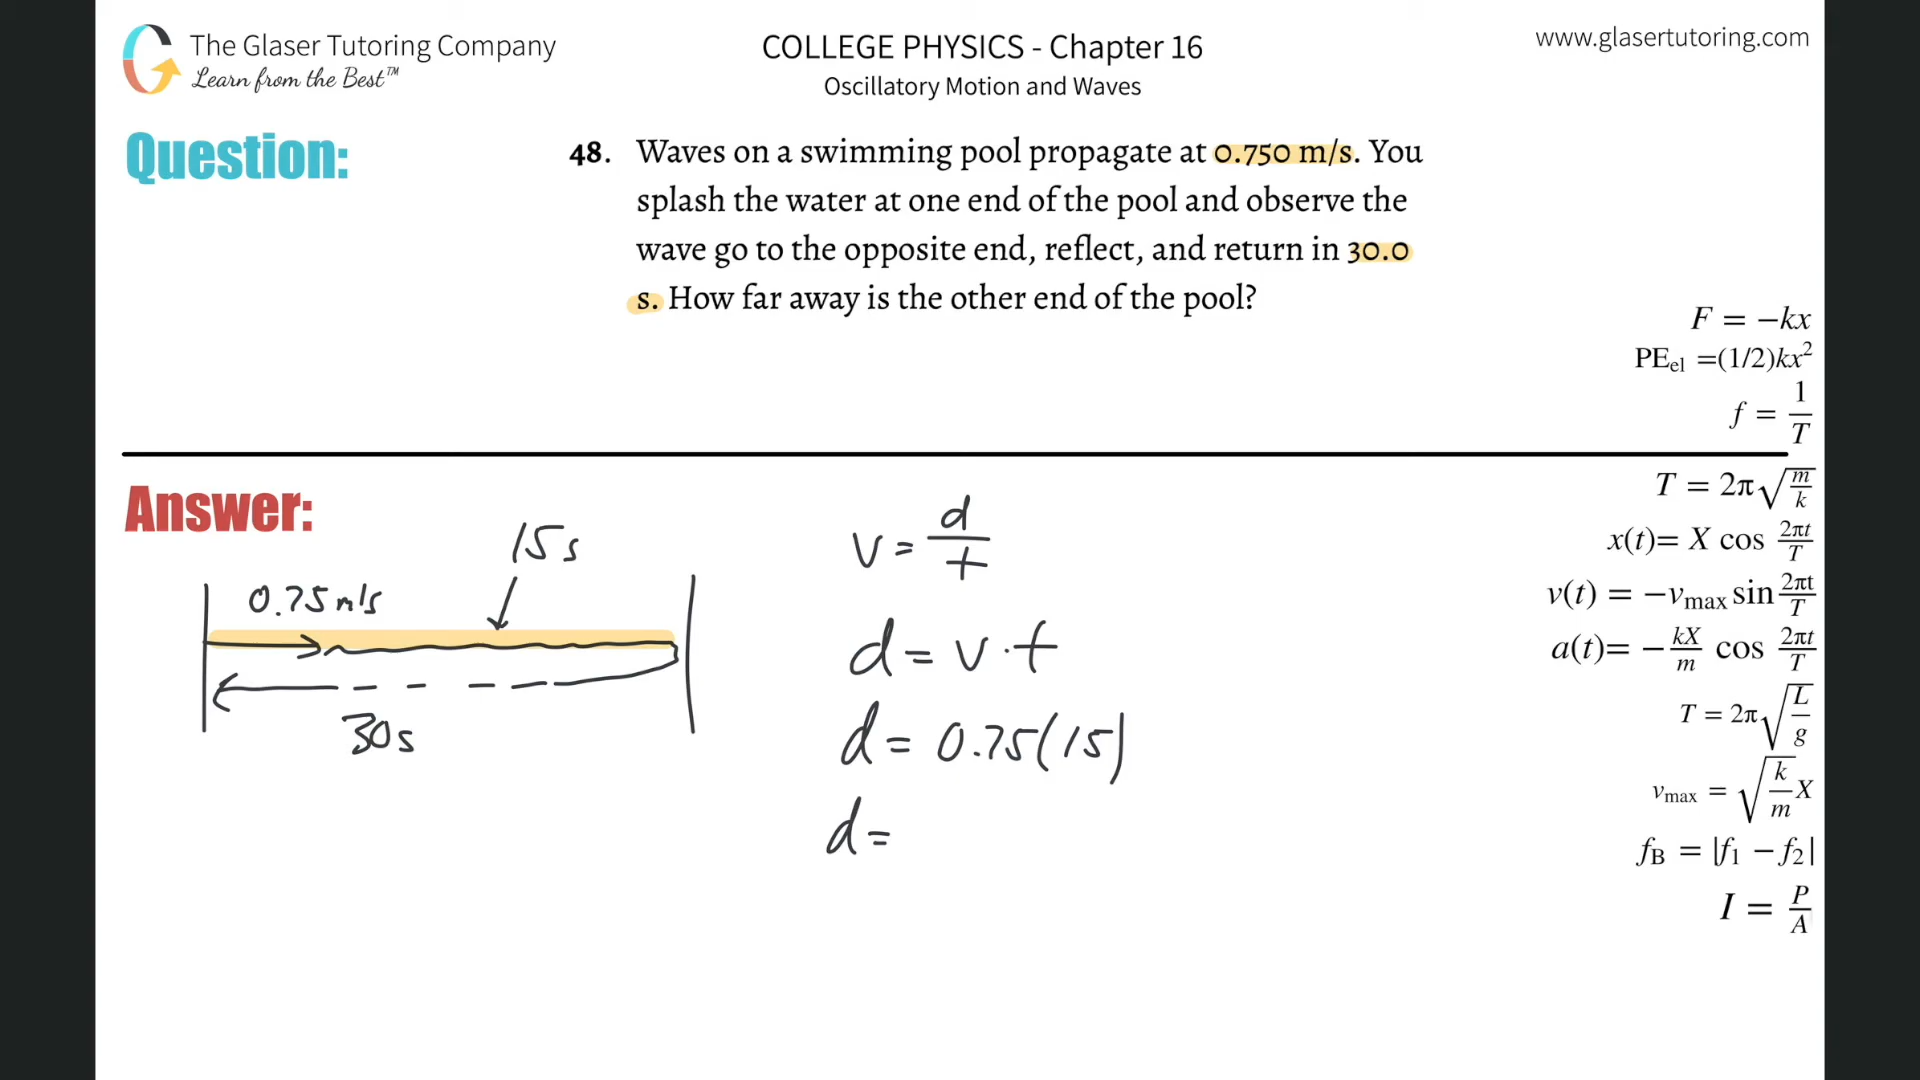 The Glaser Tutoring Company
Learn from the Best™
COLLEGE PHYSICS - Chapter 16
Oscillatory Motion and Waves
www.glasertutoring.com
Question:
48. Waves on a swimming pool propagate at 0.750 m/s. You
splash the water at one end of the pool and observe the
wave go to the opposite end, reflect, and return in 30.0
s. How far away is the other end of the pool?
F = −kx
PEel =(1/2)kx²
f = 1/T
Answer:
15s
0.75 m/s
30s
v = d/t
d = v·t
d = 0.75(15)
d =
T = 2π√(m/k)
x(t)= X cos 2πt/T
v(t) = −vmax sin 2πt/T
a(t)= − kX/m cos 2πt/T
T = 2π√(L/g)
vmax = √(k/m)X
fB = |f1 − f2|
I = P/A